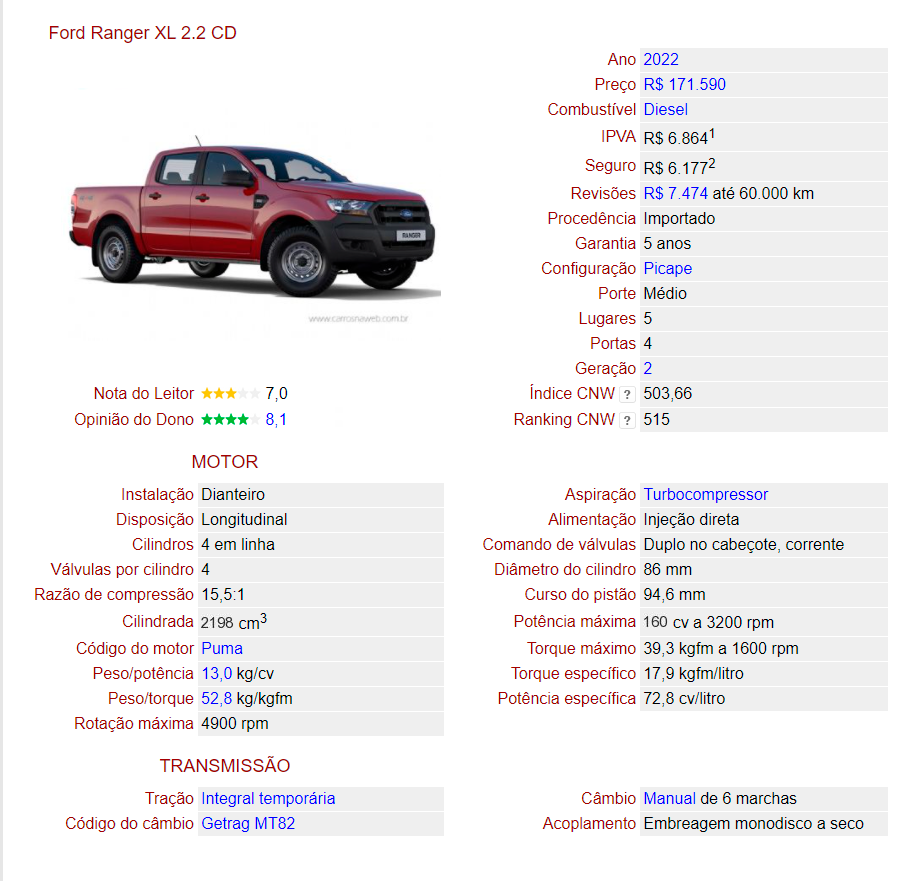 Ford Ranger XL 2.2 CD
Ano 2022
Preço R$ 171.590
Combustível Diesel
IPVA R$ 6.864¹
Seguro R$ 6.177²
Revisões R$ 7.474 até 60.000 km
Procedência Importado
Garantia 5 anos
Configuração Picape
Porte Médio
Lugares 5
Portas 4
Geração 2
Índice CNW ? 503,66
Ranking CNW ? 515
RANGER
www.carrosnaweb.com.br
Nota do Leitor 7,0
Opinião do Dono 8,1
MOTOR
Instalação Dianteiro
Disposição Longitudinal
Cilindros 4 em linha
Válvulas por cilindro 4
Razão de compressão 15,5:1
Cilindrada 2198 cm³
Código do motor Puma
Peso/potência 13,0 kg/cv
Peso/torque 52,8 kg/kgfm
Rotação máxima 4900 rpm
Aspiração Turbocompressor
Alimentação Injeção direta
Comando de válvulas Duplo no cabeçote, corrente
Diâmetro do cilindro 86 mm
Curso do pistão 94,6 mm
Potência máxima 160 cv a 3200 rpm
Torque máximo 39,3 kgfm a 1600 rpm
Torque específico 17,9 kgfm/litro
Potência específica 72,8 cv/litro
TRANSMISSÃO
Tração Integral temporária
Código do câmbio Getrag MT82
Câmbio Manual de 6 marchas
Acoplamento Embreagem monodisco a seco